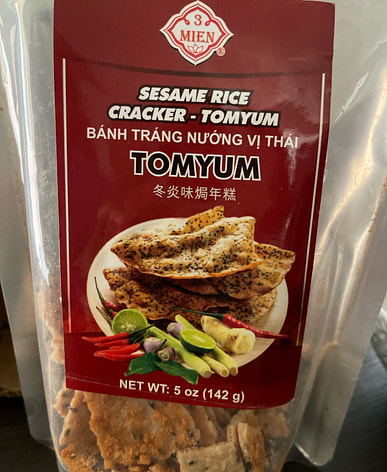 3
MIEN
®
SESAME RICE
CRACKER - TOMYUM
BÁNH TRÁNG NƯỚNG VỊ THÁI
TOMYUM
冬炎味焗年糕
NET WT: 5 oz (142 g)